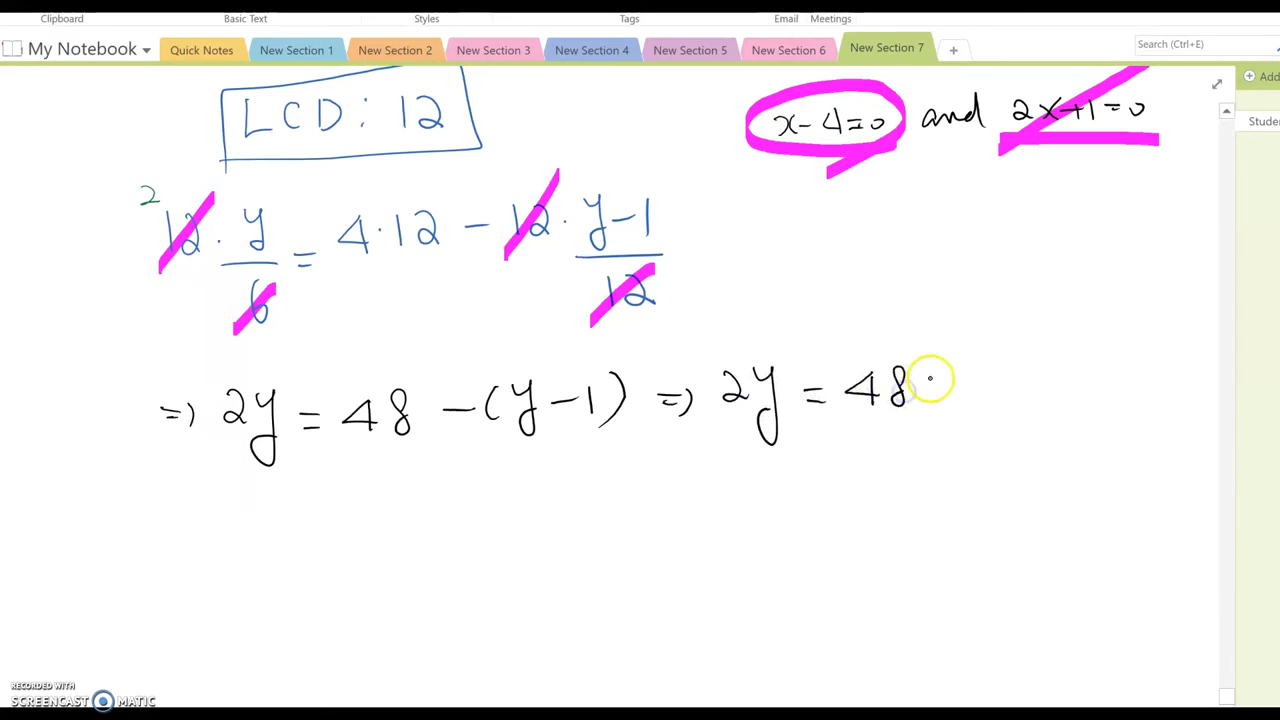 Clipboard Basic Text Styles Tags Email Meetings
My Notebook Quick Notes New Section 1 New Section 2 New Section 3 New Section 4 New Section 5 New Section 6 New Section 7 + Search (Ctrl+E)
Add
Studen
LCD: 12
x-4=0 and 2x+1=0
2
12 · y/6 = 4·12 - 12 · y-1/12
=> 2y = 48 -(y-1) => 2y = 48
RECORDED WITH
SCREENCAST MATIC